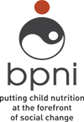 bpni
putting child nutrition
at the forefront
of social change